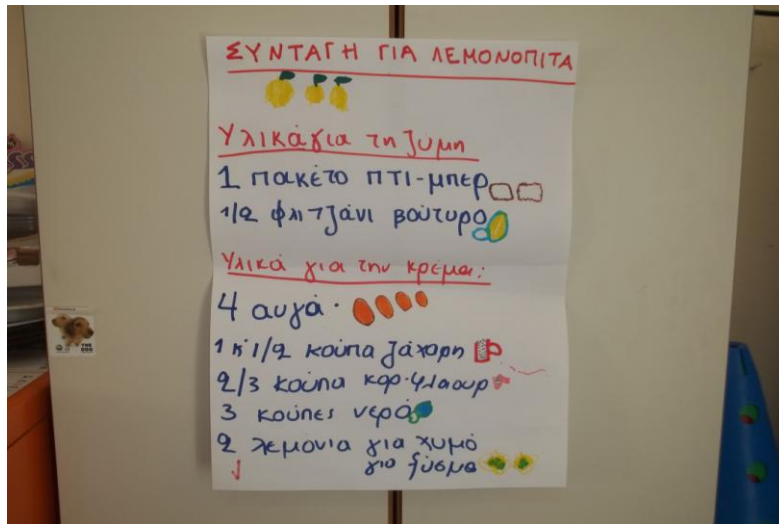 ΣΥΝΤΑΓΗ ΓΙΑ ΛΕΜΟΝΟΠΙΤΑ
Υλικά για τη ζύμη
1 πακέτο πτι-μπερ
1/2 φλιτζάνι βούτυρο
Υλικά για την κρέμα:
4 αυγά.
1 κ' 1/2 κούπα ζάχαρη
2/3 κούπα κορ.φλαουρ
3 κούπες νερό
2 λεμόνια για χυμό
για ξύσμα
THE DOG